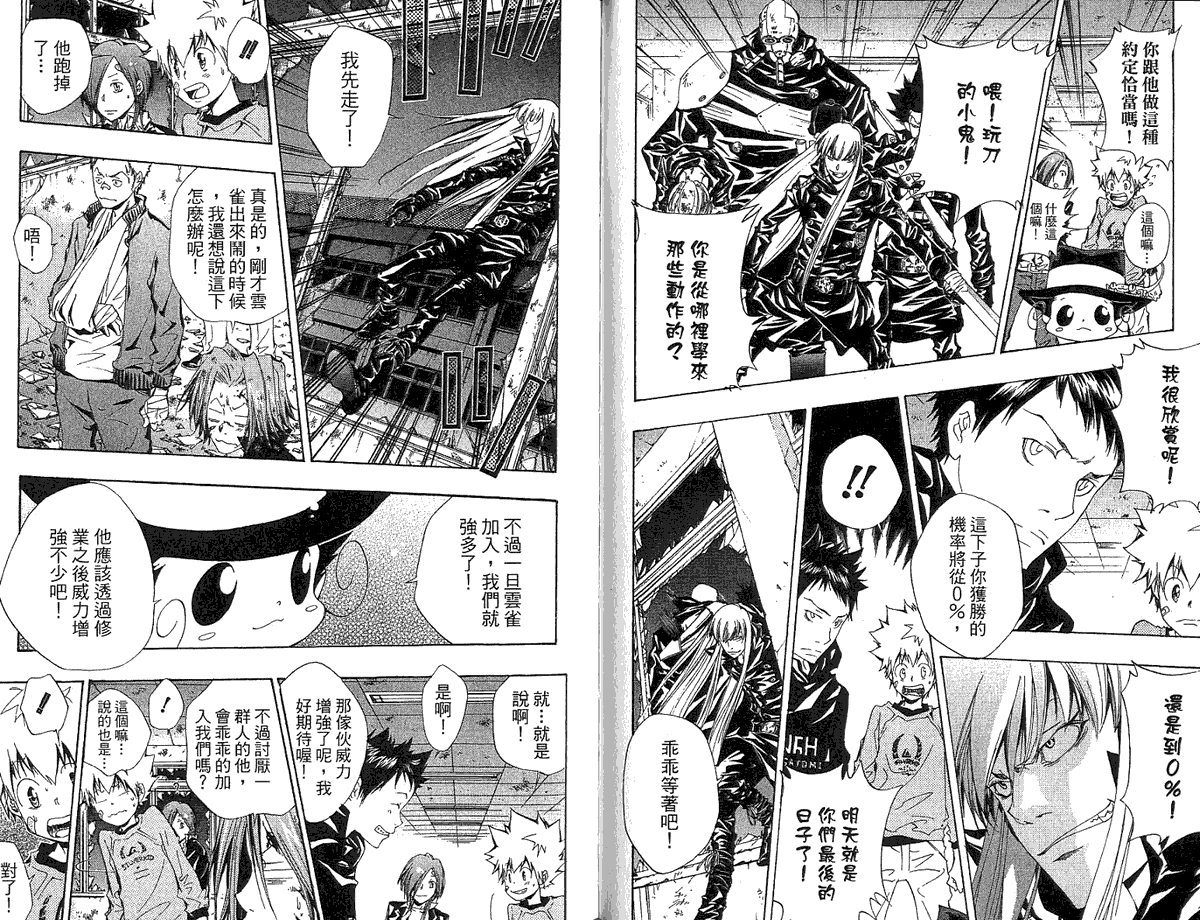 你跟他做這種
約定恰當嗎！
這個嘛…
什麼這
個嘛！
喂！玩刀
的小鬼！
你是從哪裡學來
那些動作的？
我很欣賞呢！
這下子你獲勝的
機率將從0％，
!!
還是到0％！
明天就是
你們最後的
日子了！
乖乖等著吧！
我先走了！
!!
他跑掉
了…
真是的，剛才雲
雀出來鬧的時候
，我還想說這下
怎麼辦呢！
唔！
不過一旦雲雀
加入，我們就
強多了！
他應該透過修
業之後威力增
強不少吧！
就…就是
說啊！
是啊！
那傢伙威力
增強了呢，我
好期待喔！
不過討厭一
群人的他，
會乖乖的加
入我們嗎？
！
這個嘛…
說的也是…
!!
對了！